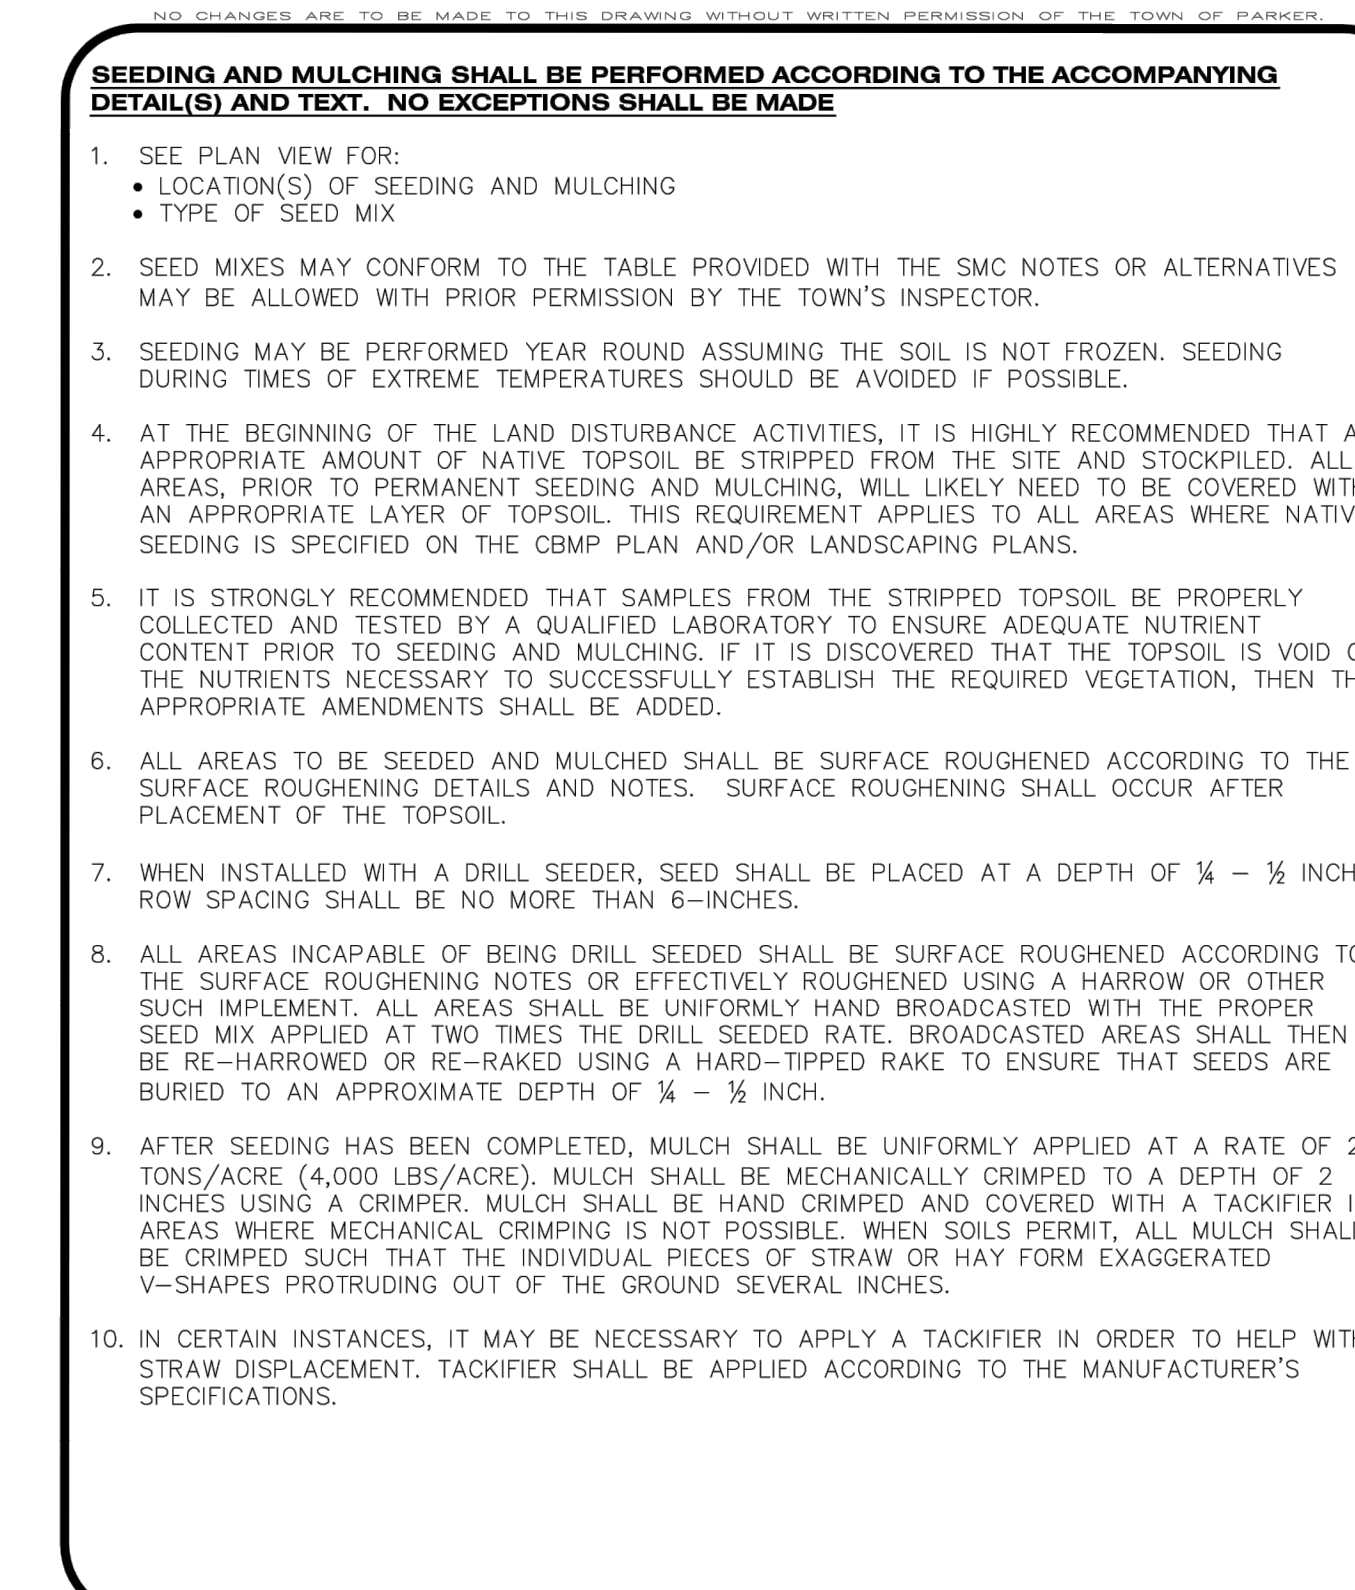 NO CHANGES ARE TO BE MADE TO THIS DRAWING WITHOUT WRITTEN PERMISSION OF THE TOWN OF PARKER.
SEEDING AND MULCHING SHALL BE PERFORMED ACCORDING TO THE ACCOMPANYING
DETAIL(S) AND TEXT. NO EXCEPTIONS SHALL BE MADE
1. SEE PLAN VIEW FOR:
• LOCATION(S) OF SEEDING AND MULCHING
• TYPE OF SEED MIX
2. SEED MIXES MAY CONFORM TO THE TABLE PROVIDED WITH THE SMC NOTES OR ALTERNATIVES
MAY BE ALLOWED WITH PRIOR PERMISSION BY THE TOWN'S INSPECTOR.
3. SEEDING MAY BE PERFORMED YEAR ROUND ASSUMING THE SOIL IS NOT FROZEN. SEEDING
DURING TIMES OF EXTREME TEMPERATURES SHOULD BE AVOIDED IF POSSIBLE.
4. AT THE BEGINNING OF THE LAND DISTURBANCE ACTIVITIES, IT IS HIGHLY RECOMMENDED THAT
APPROPRIATE AMOUNT OF NATIVE TOPSOIL BE STRIPPED FROM THE SITE AND STOCKPILED. ALL
AREAS, PRIOR TO PERMANENT SEEDING AND MULCHING, WILL LIKELY NEED TO BE COVERED WITH
AN APPROPRIATE LAYER OF TOPSOIL. THIS REQUIREMENT APPLIES TO ALL AREAS WHERE NATIV
SEEDING IS SPECIFIED ON THE CBMP PLAN AND/OR LANDSCAPING PLANS.
5. IT IS STRONGLY RECOMMENDED THAT SAMPLES FROM THE STRIPPED TOPSOIL BE PROPERLY
COLLECTED AND TESTED BY A QUALIFIED LABORATORY TO ENSURE ADEQUATE NUTRIENT
CONTENT PRIOR TO SEEDING AND MULCHING. IF IT IS DISCOVERED THAT THE TOPSOIL IS VOID
THE NUTRIENTS NECESSARY TO SUCCESSFULLY ESTABLISH THE REQUIRED VEGETATION, THEN TH
APPROPRIATE AMENDMENTS SHALL BE ADDED.
6. ALL AREAS TO BE SEEDED AND MULCHED SHALL BE SURFACE ROUGHENED ACCORDING TO THE
SURFACE ROUGHENING DETAILS AND NOTES. SURFACE ROUGHENING SHALL OCCUR AFTER
PLACEMENT OF THE TOPSOIL.
7. WHEN INSTALLED WITH A DRILL SEEDER, SEED SHALL BE PLACED AT A DEPTH OF ¼ – ½ INCH
ROW SPACING SHALL BE NO MORE THAN 6–INCHES.
8. ALL AREAS INCAPABLE OF BEING DRILL SEEDED SHALL BE SURFACE ROUGHENED ACCORDING TO
THE SURFACE ROUGHENING NOTES OR EFFECTIVELY ROUGHENED USING A HARROW OR OTHER
SUCH IMPLEMENT. ALL AREAS SHALL BE UNIFORMLY HAND BROADCASTED WITH THE PROPER
SEED MIX APPLIED AT TWO TIMES THE DRILL SEEDED RATE. BROADCASTED AREAS SHALL THEN
BE RE–HARROWED OR RE–RAKED USING A HARD–TIPPED RAKE TO ENSURE THAT SEEDS ARE
BURIED TO AN APPROXIMATE DEPTH OF ¼ – ½ INCH.
9. AFTER SEEDING HAS BEEN COMPLETED, MULCH SHALL BE UNIFORMLY APPLIED AT A RATE OF 2
TONS/ACRE (4,000 LBS/ACRE). MULCH SHALL BE MECHANICALLY CRIMPED TO A DEPTH OF 2
INCHES USING A CRIMPER. MULCH SHALL BE HAND CRIMPED AND COVERED WITH A TACKIFIER
AREAS WHERE MECHANICAL CRIMPING IS NOT POSSIBLE. WHEN SOILS PERMIT, ALL MULCH SHALL
BE CRIMPED SUCH THAT THE INDIVIDUAL PIECES OF STRAW OR HAY FORM EXAGGERATED
V–SHAPES PROTRUDING OUT OF THE GROUND SEVERAL INCHES.
10. IN CERTAIN INSTANCES, IT MAY BE NECESSARY TO APPLY A TACKIFIER IN ORDER TO HELP WITH
STRAW DISPLACEMENT. TACKIFIER SHALL BE APPLIED ACCORDING TO THE MANUFACTURER'S
SPECIFICATIONS.